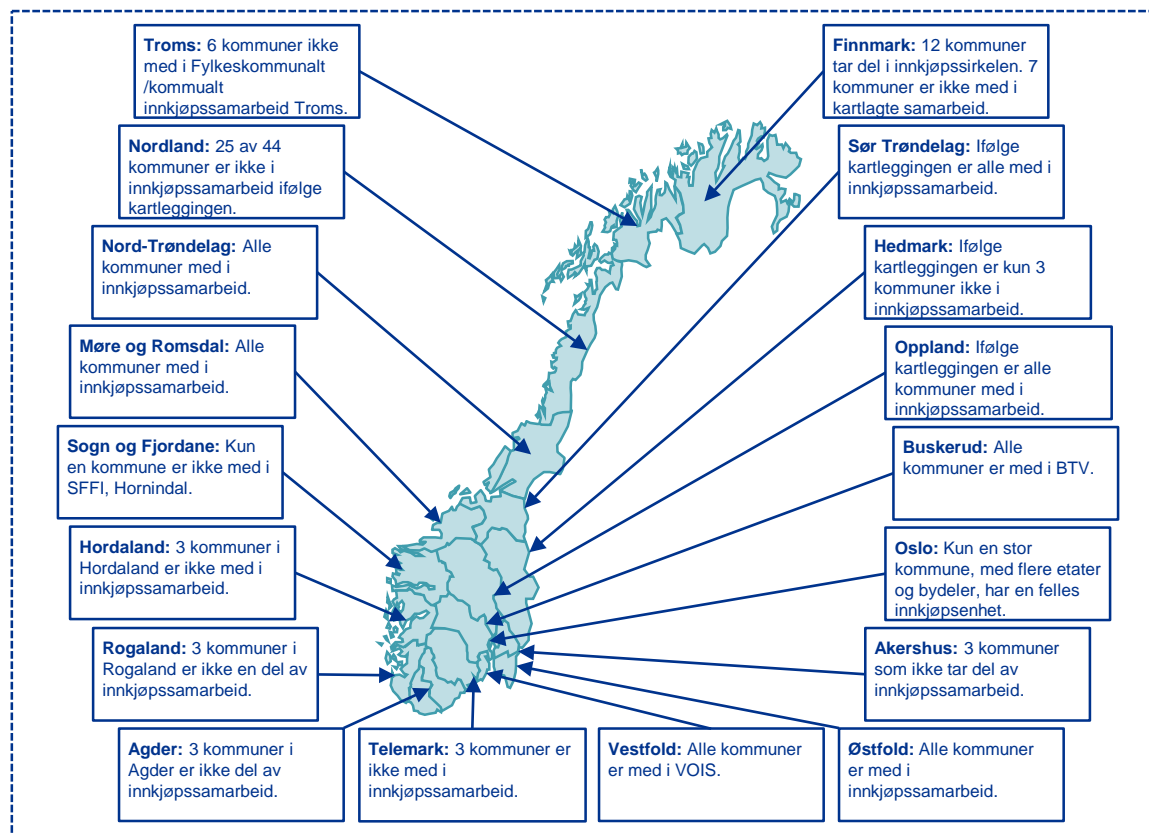 Troms: 6 kommuner ikke
med i Fylkeskommunalt
/kommualt
innkjøpssamarbeid Troms.
Finnmark: 12 kommuner
tar del i innkjøpssirkelen. 7
kommuner er ikke med i
kartlagte samarbeid.
Nordland: 25 av 44
kommuner er ikke i
innkjøpssamarbeid ifølge
kartleggingen.
Sør Trøndelag: Ifølge
kartleggingen er alle med i
innkjøpssamarbeid.
Nord-Trøndelag: Alle
kommuner med i
innkjøpssamarbeid.
Hedmark: Ifølge
kartleggingen er kun 3
kommuner ikke i
innkjøpssamarbeid.
Møre og Romsdal: Alle
kommuner med i
innkjøpssamarbeid.
Oppland: Ifølge
kartleggingen er alle
kommuner med i
innkjøpssamarbeid.
Sogn og Fjordane: Kun
en kommune er ikke med i
SFFI, Hornindal.
Buskerud: Alle
kommuner er med i BTV.
Hordaland: 3 kommuner i
Hordaland er ikke med i
innkjøpssamarbeid.
Oslo: Kun en stor
kommune, med flere etater
og bydeler, har en felles
innkjøpsenhet.
Rogaland: 3 kommuner i
Rogaland er ikke en del av
innkjøpssamarbeid.
Akershus: 3 kommuner
som ikke tar del av
innkjøpssamarbeid.
Agder: 3 kommuner i
Agder er ikke del av
innkjøpssamarbeid.
Telemark: 3 kommuner er
ikke med i
innkjøpssamarbeid.
Vestfold: Alle kommuner
er med i VOIS.
Østfold: Alle kommuner
er med i
innkjøpssamarbeid.